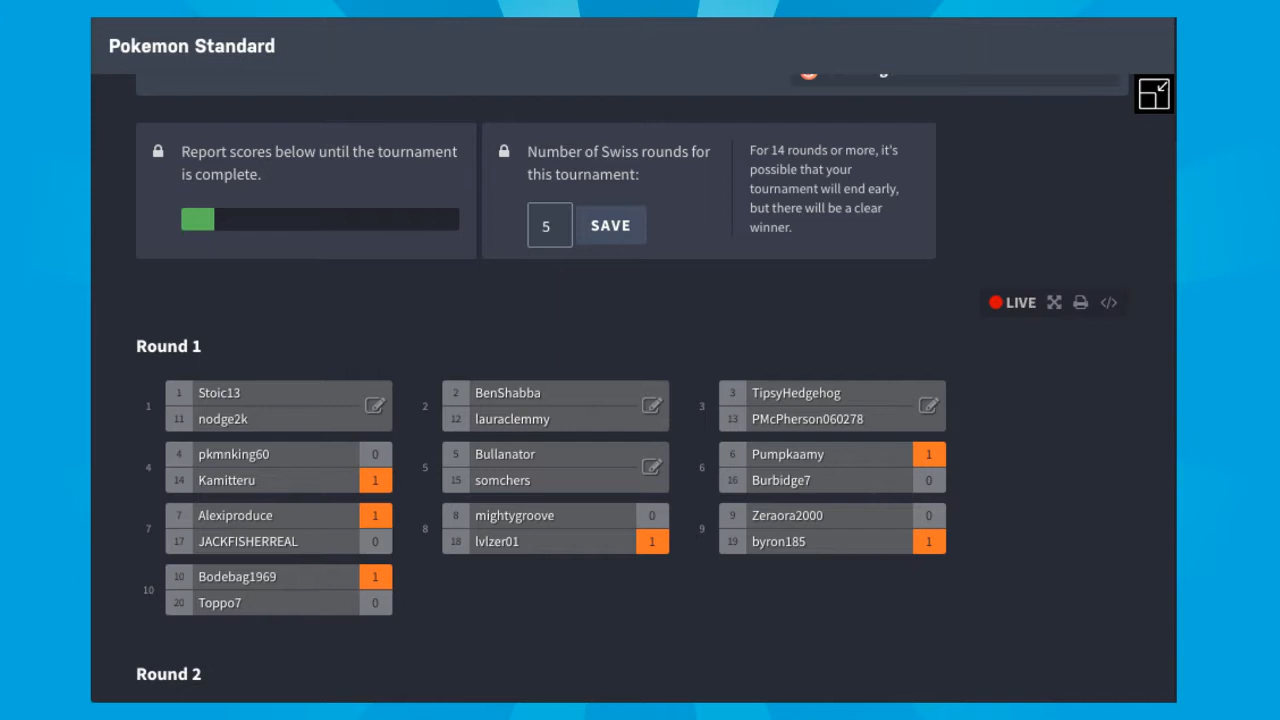 Pokemon Standard
Report scores below until the tournament
is complete.
Number of Swiss rounds for
this tournament:
5
SAVE
For 14 rounds or more, it's
possible that your
tournament will end early,
but there will be a clear
winner.
LIVE
Round 1
1
1 Stoic13
11 nodge2k
2
2 BenShabba
12 lauraclemmy
3
3 TipsyHedgehog
13 PMcPherson060278
4
4 pkmnking60 0
14 Kamitteru 1
5
5 Bullanator
15 somchers
6
6 Pumpkaamy 1
16 Burbidge7 0
7
7 Alexiproduce 1
17 JACKFISHERREAL 0
8
8 mightygroove 0
18 lvlzer01 1
9
9 Zeraora2000 0
19 byron185 1
10
10 Bodebag1969 1
20 Toppo7 0
Round 2